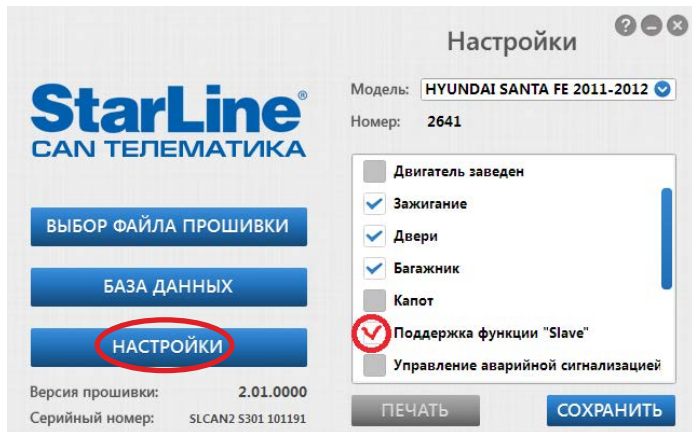 Настройки
StarLine®
CAN ТЕЛЕМАТИКА
ВЫБОР ФАЙЛА ПРОШИВКИ
БАЗА ДАННЫХ
НАСТРОЙКИ
Версия прошивки: 2.01.0000
Серийный номер: SLCAN2 S301 101191
Модель: HYUNDAI SANTA FE 2011-2012
Номер: 2641
Двигатель заведен
Зажигание
Двери
Багажник
Капот
Поддержка функции "Slave"
Управление аварийной сигнализацией
ПЕЧАТЬ
СОХРАНИТЬ